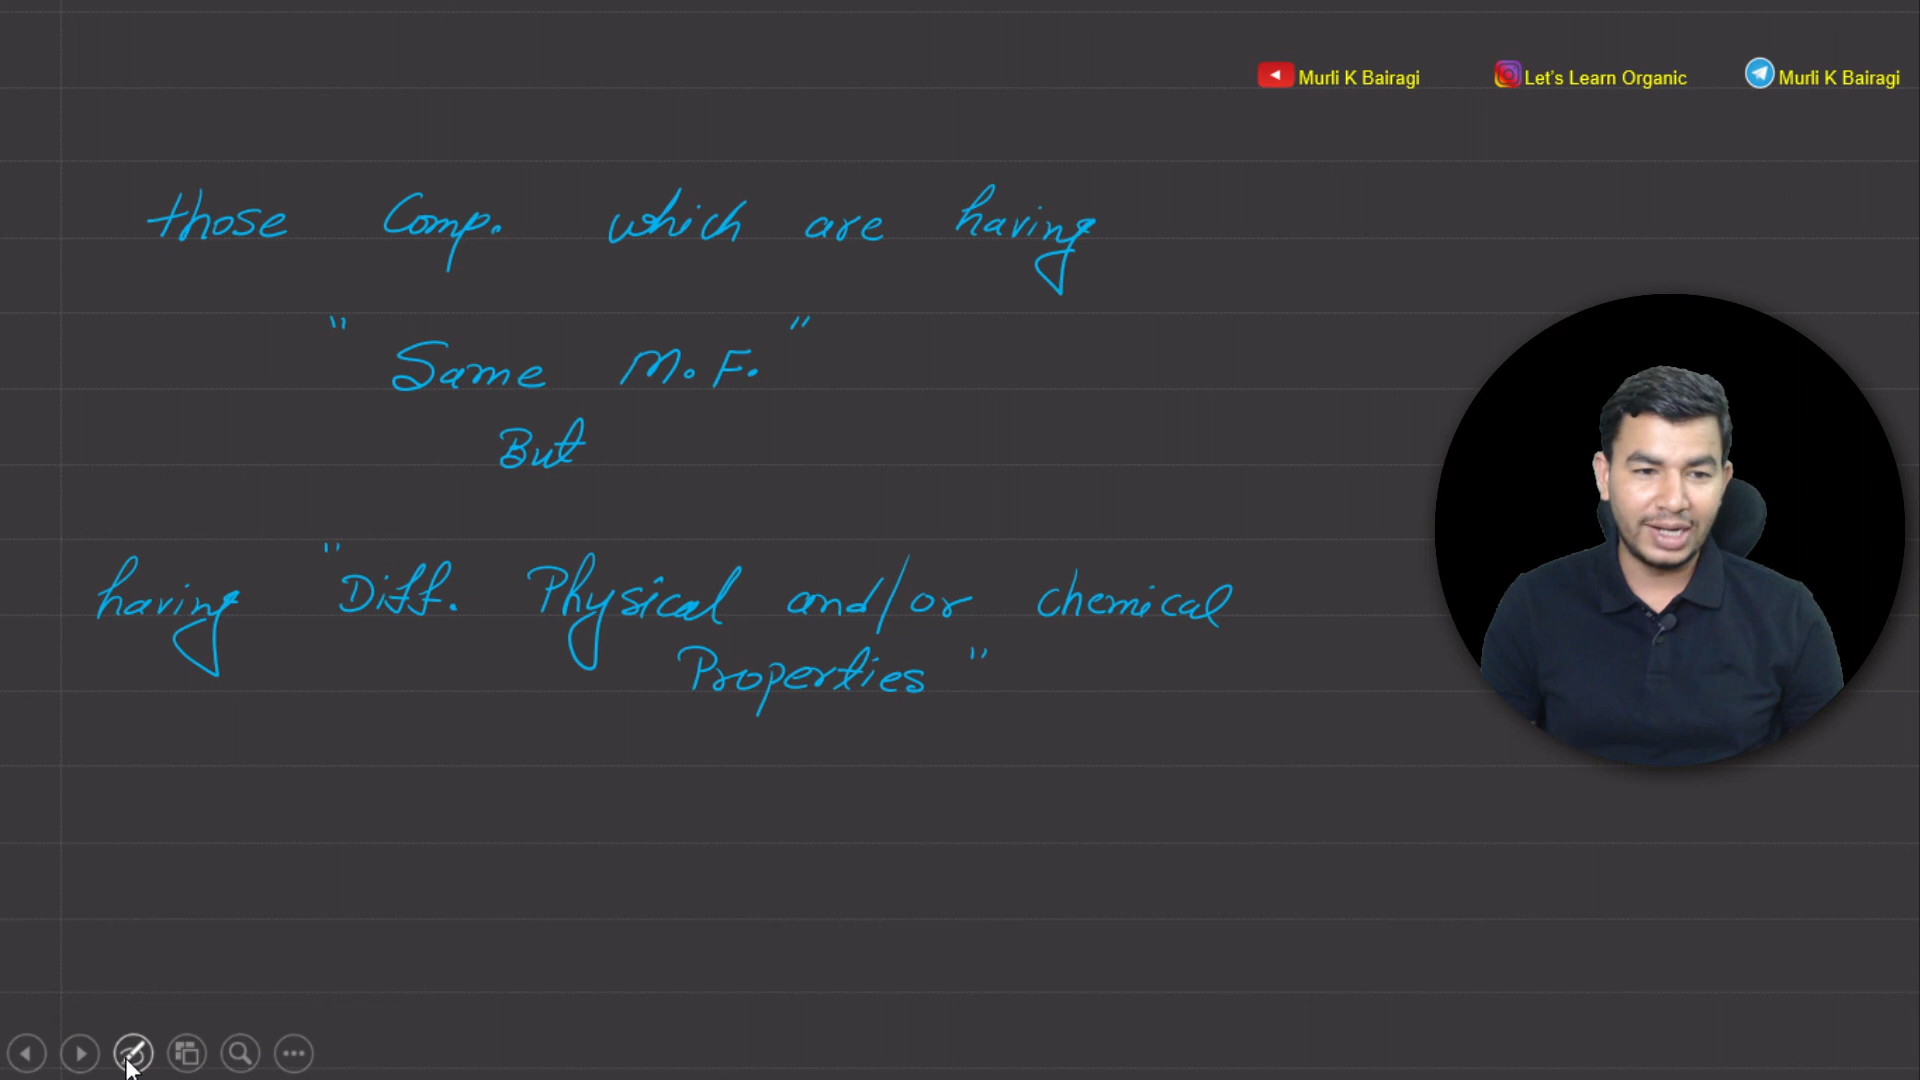 Murli K Bairagi Let's Learn Organic Murli K Bairagi
those Comp. which are having
"Same M.F."
But
having "Diff. Physical and/or chemical
Properties"